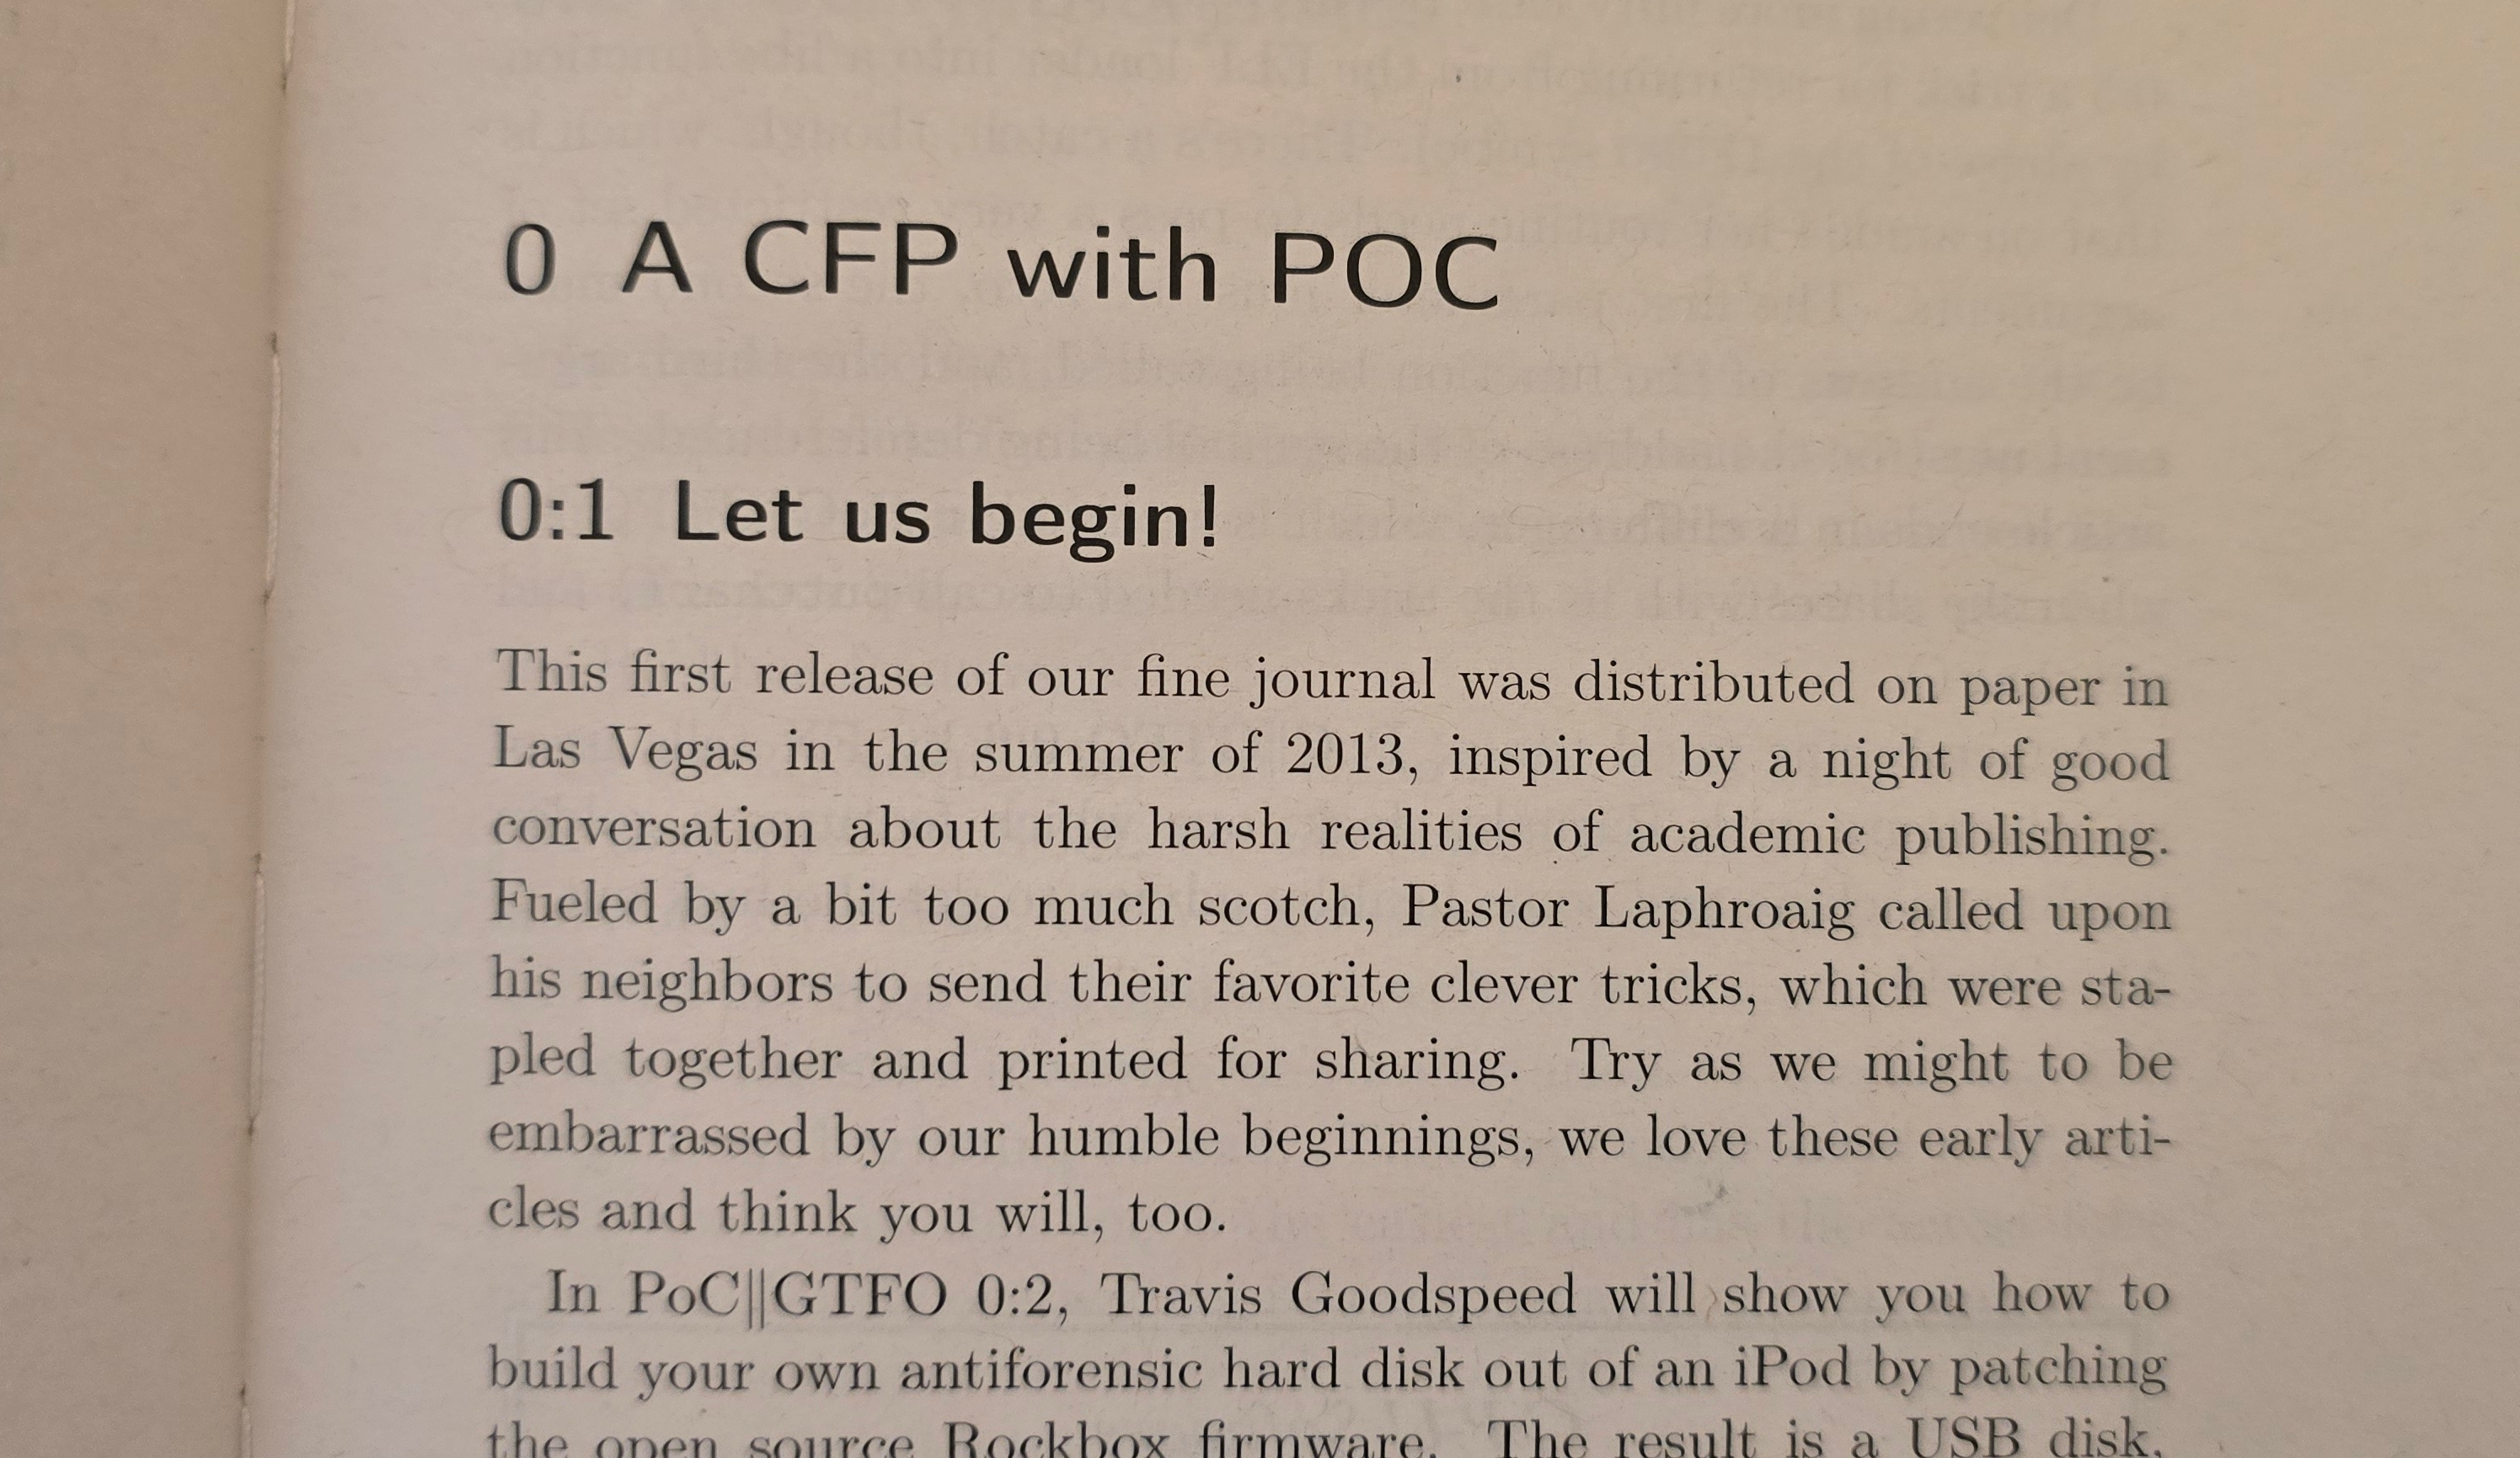 0 A CFP with POC
0:1 Let us begin!
This first release of our fine journal was distributed on paper in
Las Vegas in the summer of 2013, inspired by a night of good
conversation about the harsh realities of academic publishing.
Fueled by a bit too much scotch, Pastor Laphroaig called upon
his neighbors to send their favorite clever tricks, which were sta-
pled together and printed for sharing. Try as we might to be
embarrassed by our humble beginnings, we love these early arti-
cles and think you will, too.
In PoC||GTFO 0:2, Travis Goodspeed will show you how to
build your own antiforensic hard disk out of an iPod by patching
the open source Rockbox firmware. The result is a USB disk,